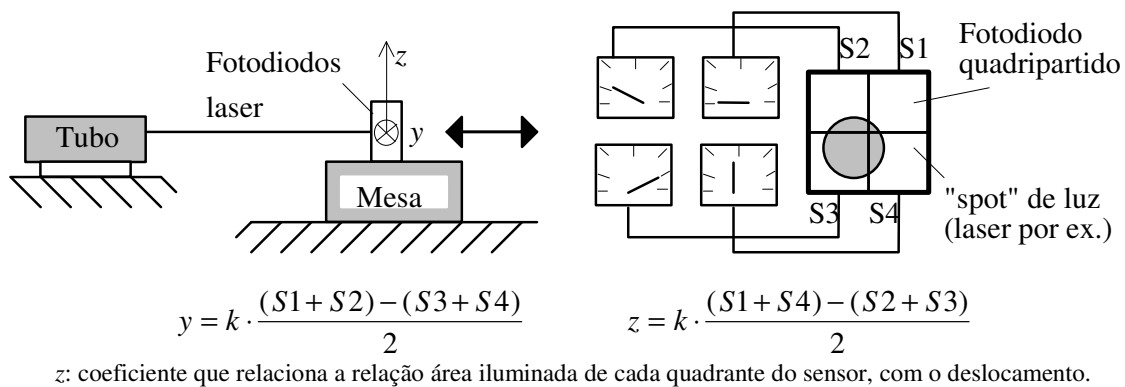 S2 S1
Fotodiodo
quadripartido
Fotodiodos
laser
z
y
Tubo
Mesa
S3 S4
"spot" de luz
(laser por ex.)
y = k · ((S1 + S2) − (S3 + S4)) / 2
z = k · ((S1 + S4) − (S2 + S3)) / 2
z: coeficiente que relaciona a relação área iluminada de cada quadrante do sensor, com o deslocamento.